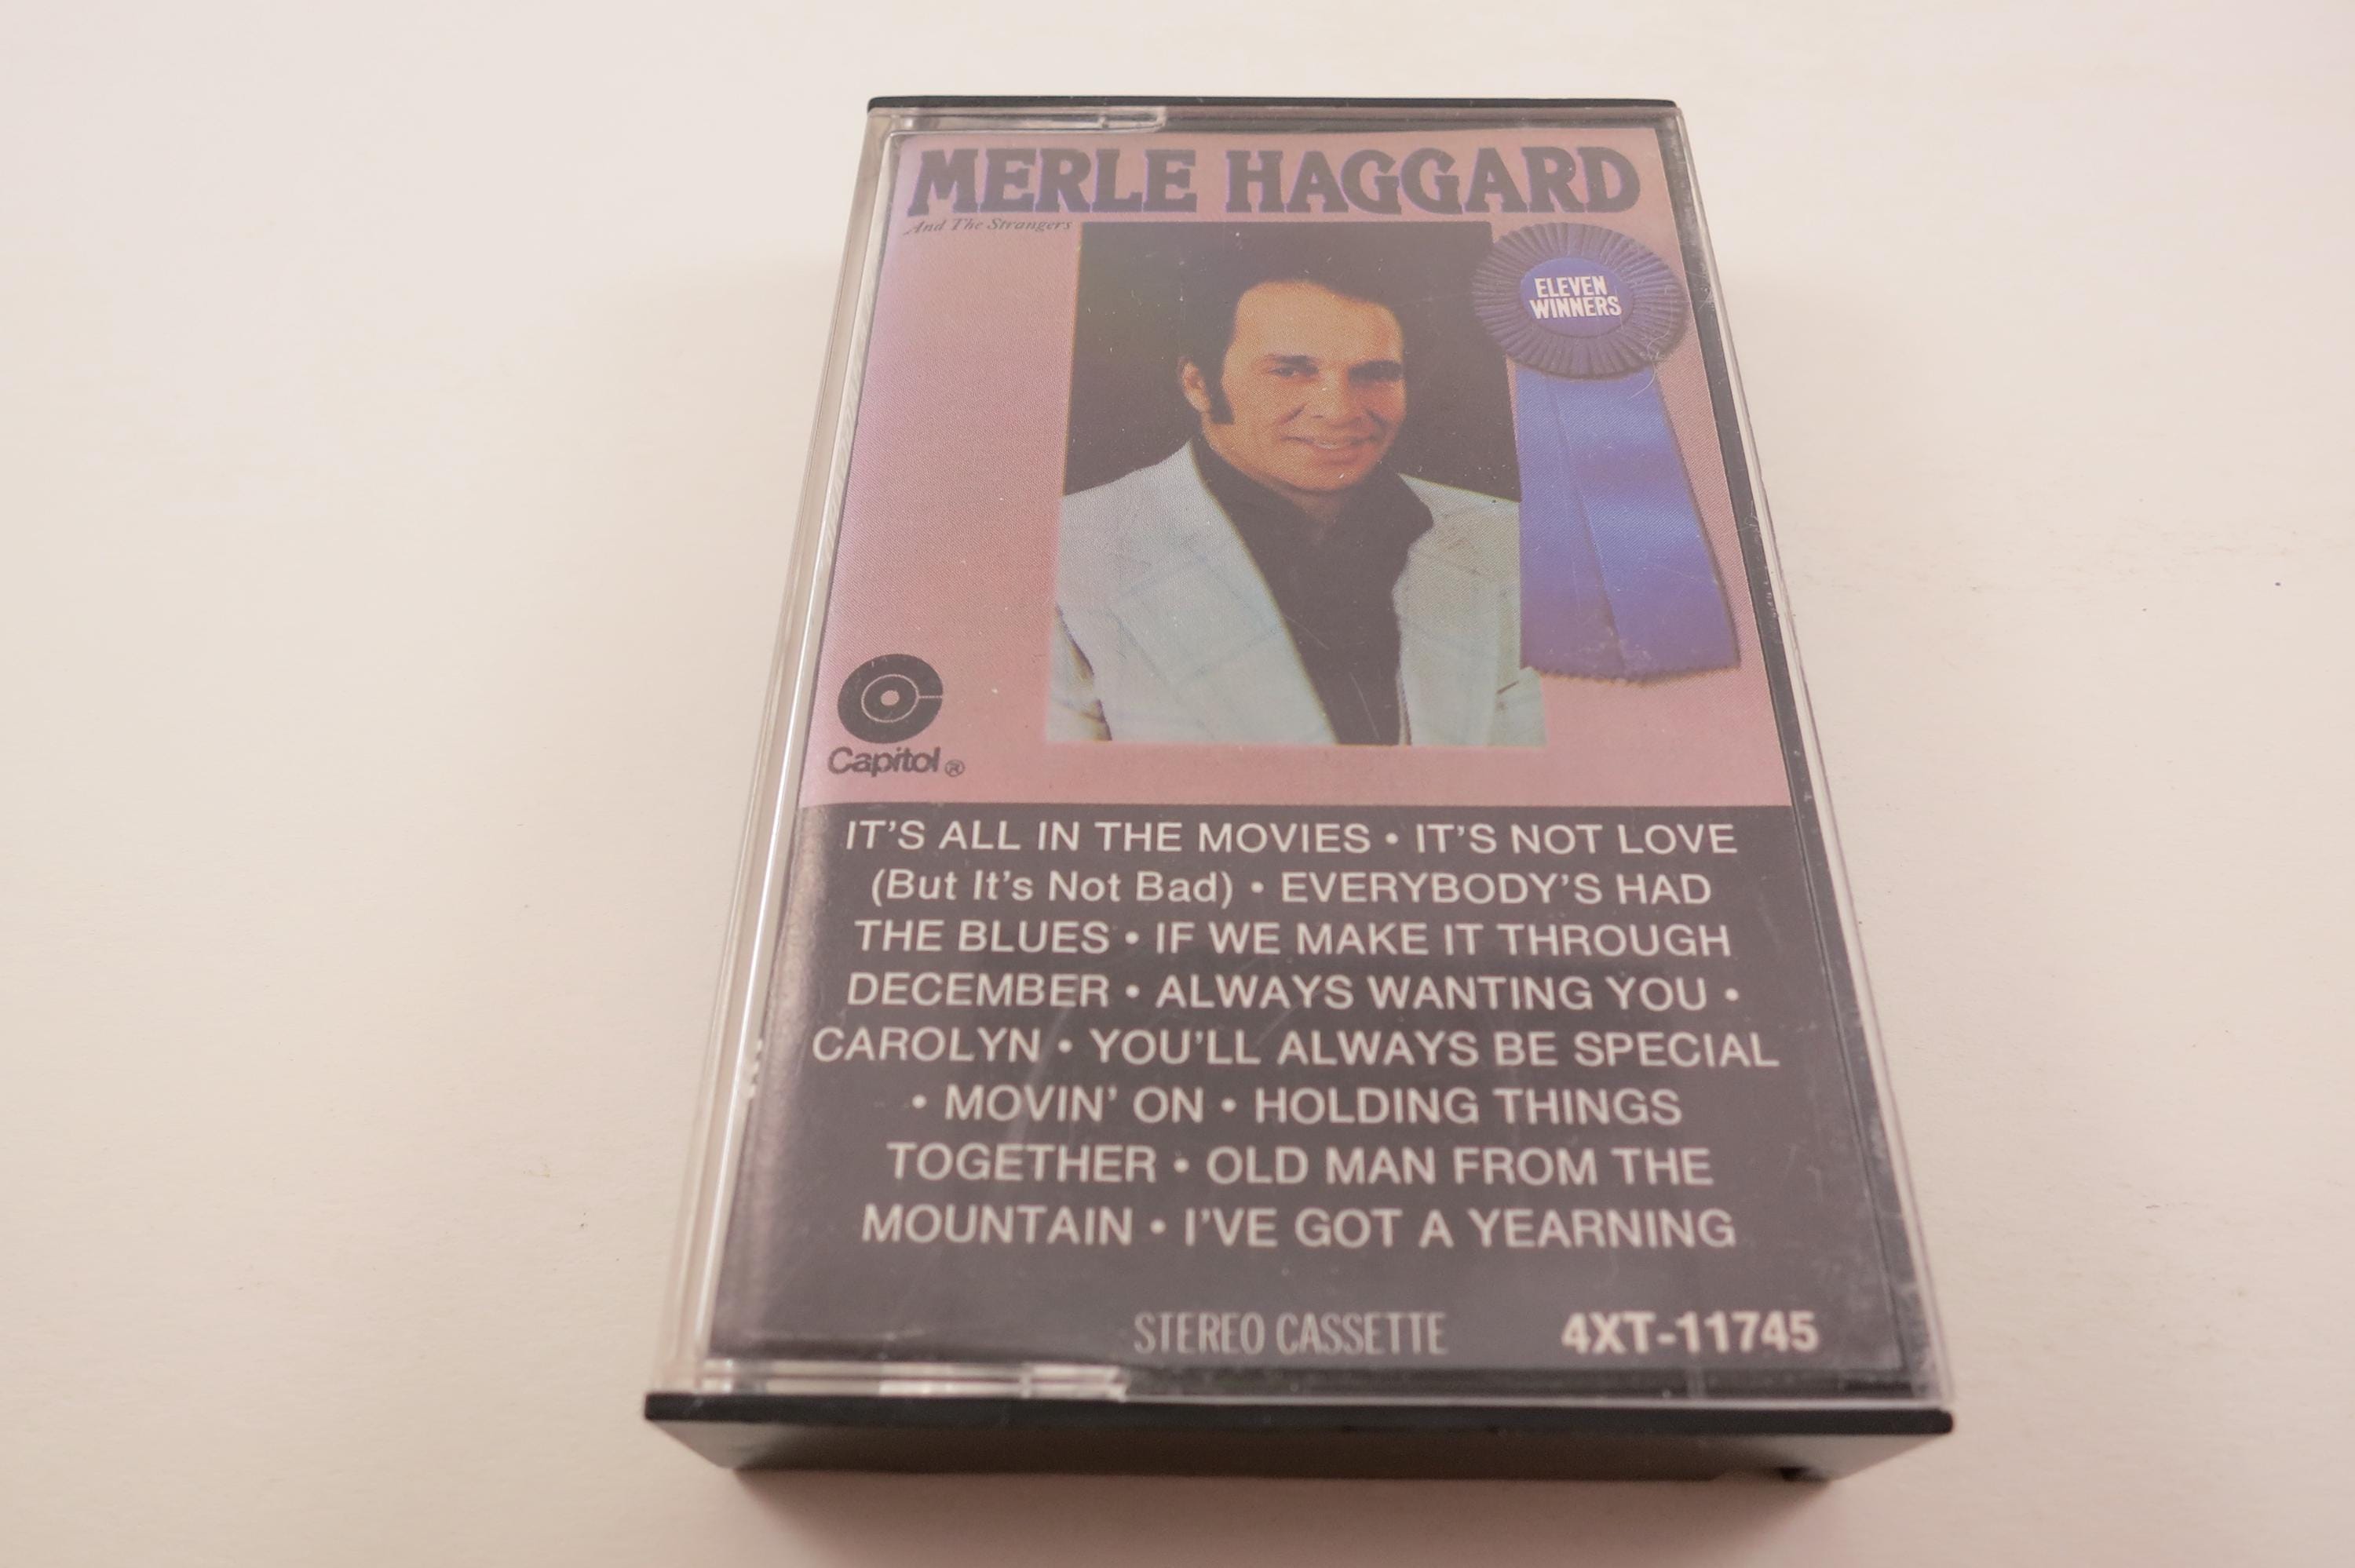 MERLE HAGGARD
And The Strangers
ELEVEN
WINNERS
Capitol®
IT'S ALL IN THE MOVIES • IT'S NOT LOVE
(But It's Not Bad) • EVERYBODY'S HAD
THE BLUES • IF WE MAKE IT THROUGH
DECEMBER • ALWAYS WANTING YOU •
CAROLYN • YOU'LL ALWAYS BE SPECIAL
• MOVIN' ON • HOLDING THINGS
TOGETHER • OLD MAN FROM THE
MOUNTAIN • I'VE GOT A YEARNING
STEREO CASSETTE 4XT-11745